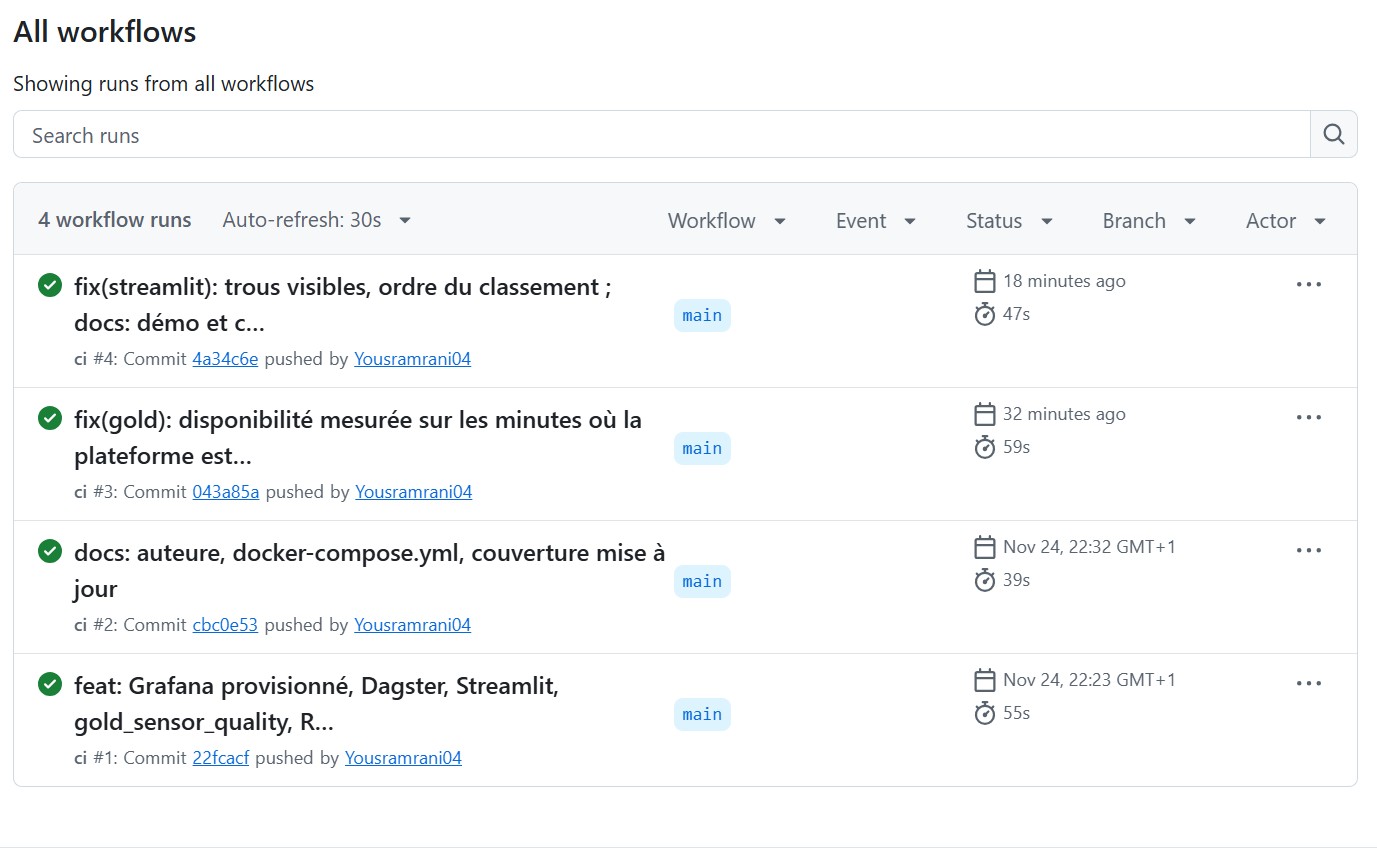 All workflows
Showing runs from all workflows
Search runs
4 workflow runs Auto-refresh: 30s Workflow Event Status Branch Actor
fix(streamlit): trous visibles, ordre du classement ;
docs: démo et c...
ci #4: Commit 4a34c6e pushed by Yousramrani04
main
18 minutes ago
47s
fix(gold): disponibilité mesurée sur les minutes où la
plateforme est...
ci #3: Commit 043a85a pushed by Yousramrani04
main
32 minutes ago
59s
docs: auteure, docker-compose.yml, couverture mise à
jour
ci #2: Commit cbc0e53 pushed by Yousramrani04
main
Nov 24, 22:32 GMT+1
39s
feat: Grafana provisionné, Dagster, Streamlit,
gold_sensor_quality, R...
ci #1: Commit 22fcacf pushed by Yousramrani04
main
Nov 24, 22:23 GMT+1
55s